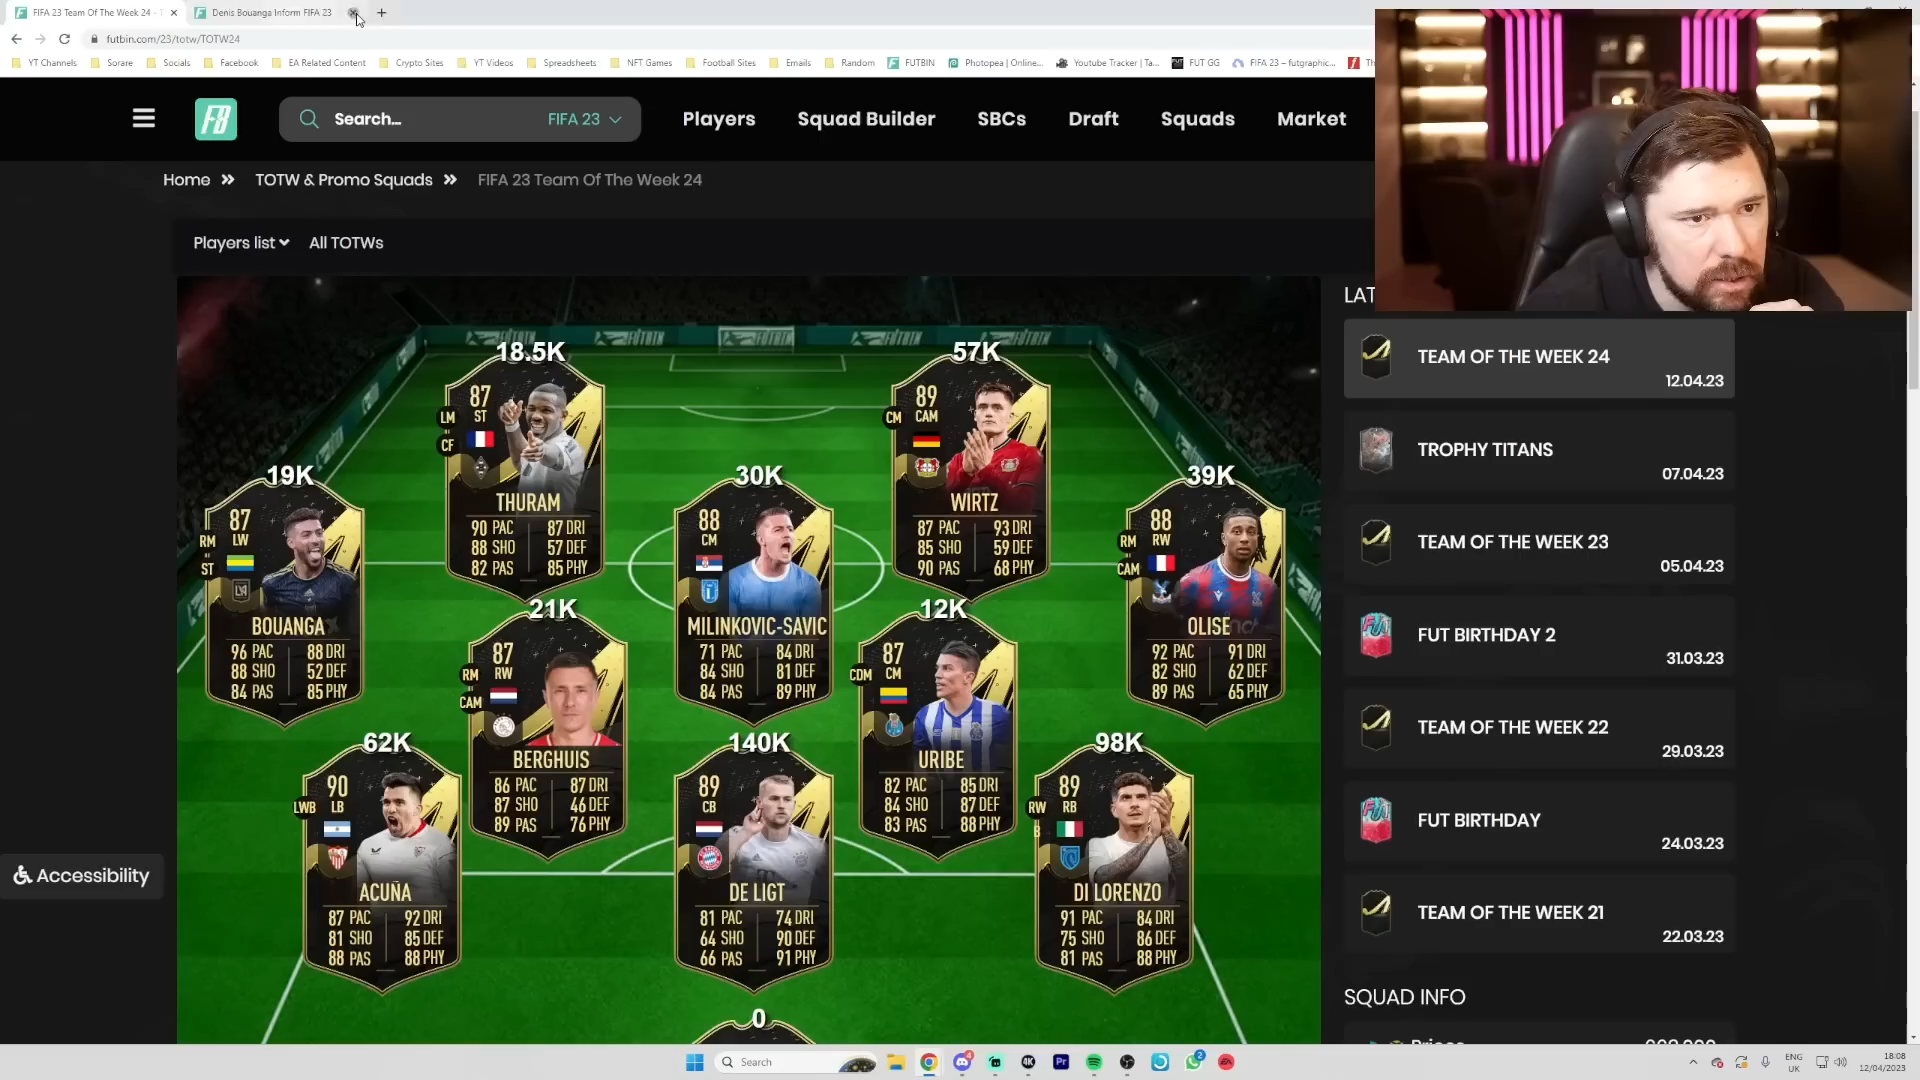 FIFA 23 Team Of The Week 24 -
Denis Bouanga Inform FIFA 23
futbin.com/23/totw/TOTW24
YT Channels Sorare Socials Facebook EA Related Content Crypto Sites YT Videos Spreadsheets NFT Games Football Sites Emails Random FUTBIN Photopea | Online... Youtube Tracker | Ta... FUT GG FIFA 23 – futgraphic... Th
Search... FIFA 23 Players Squad Builder SBCs Draft Squads Market
Home » TOTW & Promo Squads » FIFA 23 Team Of The Week 24
Players list All TOTWs
18.5K
87
ST
LM
CF
THURAM
90 PAC 87 DRI
88 SHO 57 DEF
82 PAS 85 PHY
57K
89
CAM
CM
WIRTZ
87 PAC 93 DRI
85 SHO 59 DEF
90 PAS 68 PHY
19K
87
LW
RM
ST
BOUANGA
96 PAC 88 DRI
88 SHO 52 DEF
84 PAS 85 PHY
30K
88
CM
MILINKOVIC-SAVIC
71 PAC 84 DRI
84 SHO 81 DEF
84 PAS 89 PHY
39K
88
RW
RM
CAM
OLISE
92 PAC 91 DRI
82 SHO 62 DEF
89 PAS 65 PHY
21K
87
RW
RM
CAM
BERGHUIS
86 PAC 87 DRI
87 SHO 46 DEF
89 PAS 76 PHY
12K
87
CM
CDM
URIBE
82 PAC 85 DRI
84 SHO 87 DEF
83 PAS 88 PHY
62K
90
LB
LWB
ACUÑA
87 PAC 92 DRI
81 SHO 85 DEF
88 PAS 88 PHY
140K
89
CB
DE LIGT
81 PAC 74 DRI
64 SHO 90 DEF
66 PAS 91 PHY
98K
89
RB
RW
B
DI LORENZO
91 PAC 84 DRI
75 SHO 86 DEF
81 PAS 88 PHY
0
LAT
TEAM OF THE WEEK 24
12.04.23
TROPHY TITANS
07.04.23
TEAM OF THE WEEK 23
05.04.23
FUT BIRTHDAY 2
31.03.23
TEAM OF THE WEEK 22
29.03.23
FUT BIRTHDAY
24.03.23
TEAM OF THE WEEK 21
22.03.23
SQUAD INFO
Accessibility
Search
ENG
UK
18:08
12/04/2023